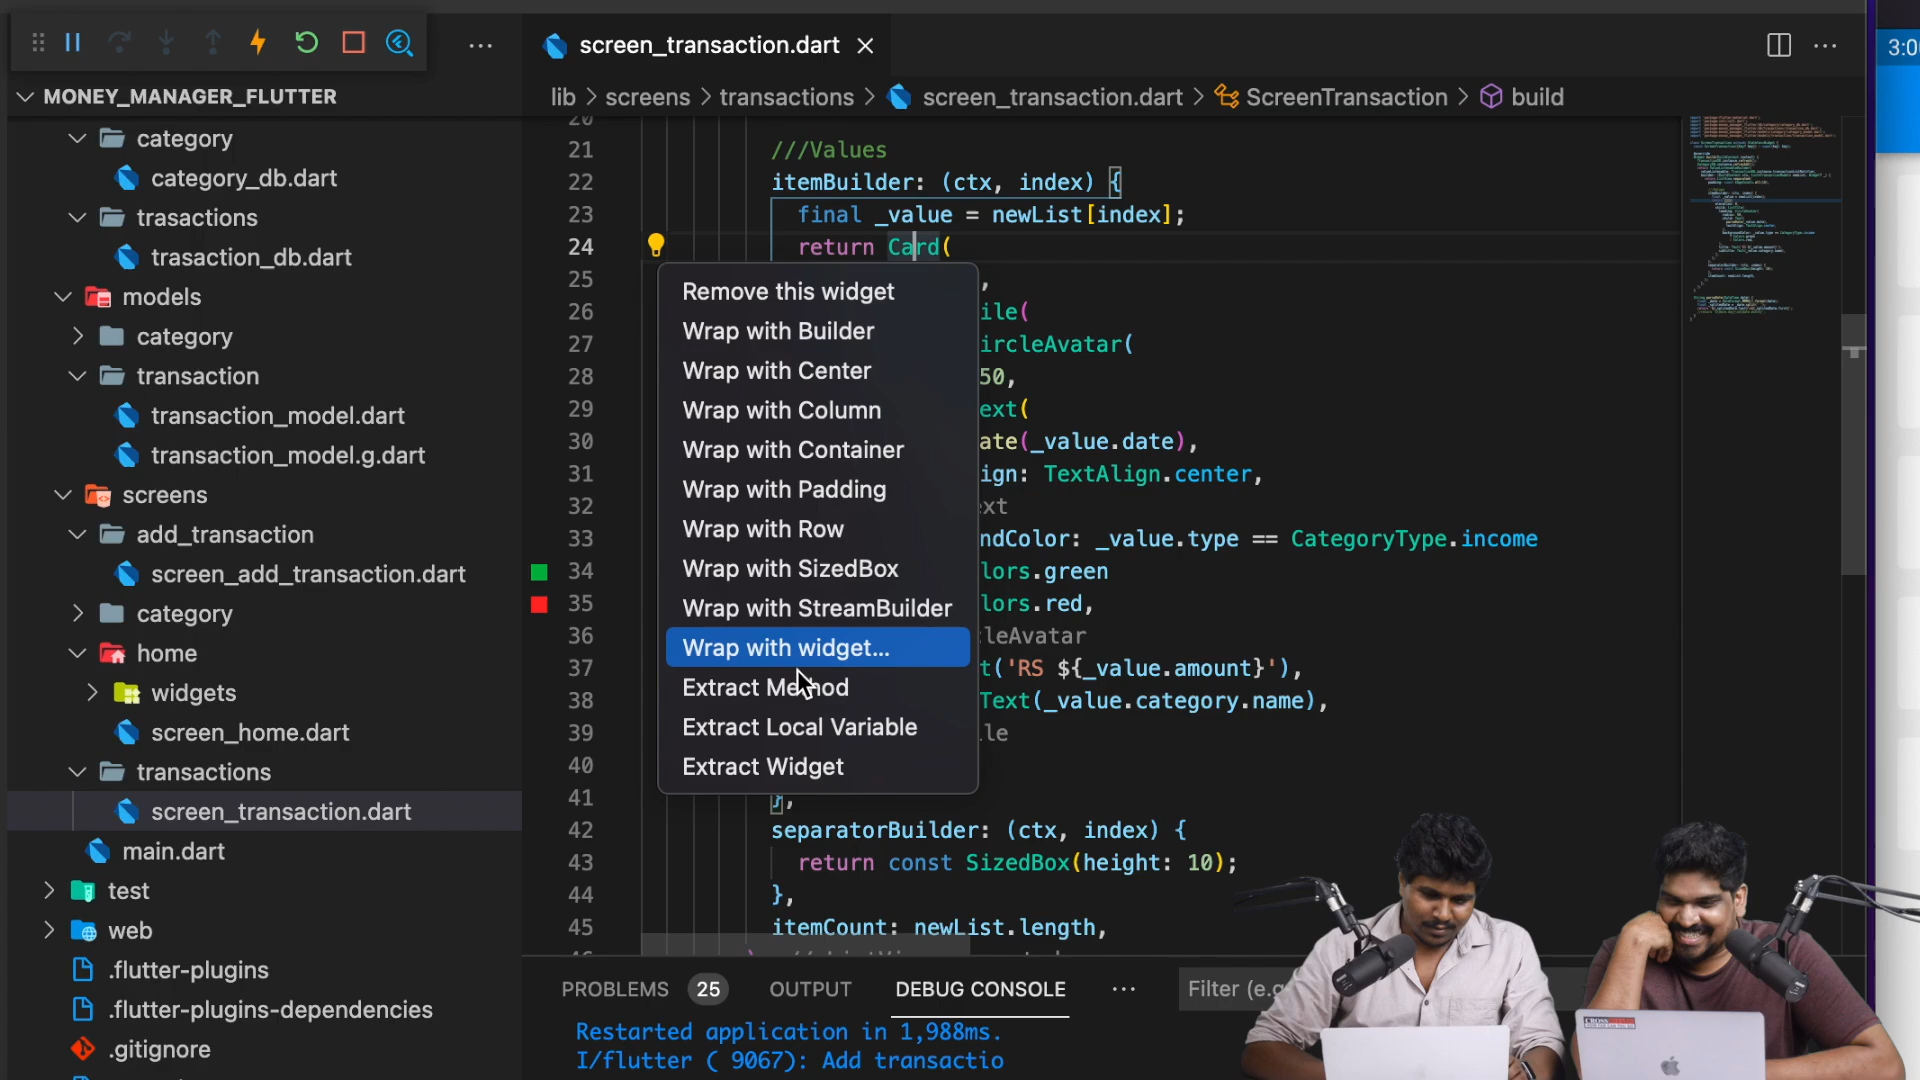 screen_transaction.dart
3:0
MONEY_MANAGER_FLUTTER
lib > screens > transactions > screen_transaction.dart > ScreenTransaction > build
category
category_db.dart
trasactions
trasaction_db.dart
models
category
transaction
transaction_model.dart
transaction_model.g.dart
screens
add_transaction
screen_add_transaction.dart
category
home
widgets
screen_home.dart
transactions
screen_transaction.dart
main.dart
test
web
.flutter-plugins
.flutter-plugins-dependencies
.gitignore
20
21 ///Values
22 itemBuilder: (ctx, index) {
23 final _value = newList[index];
24 return Card(
25 ,
26 ile(
27 ircleAvatar(
28 50,
29 ext(
30 ate(_value.date),
31 ign: TextAlign.center,
32 xt
33 ndColor: _value.type == CategoryType.income
34 lors.green
35 lors.red,
36 leAvatar
37 t('RS ${_value.amount}'),
38 Text(_value.category.name),
39 le
40
41 },
42 separatorBuilder: (ctx, index) {
43 return const SizedBox(height: 10);
44 },
45 itemCount: newList.length,
Remove this widget
Wrap with Builder
Wrap with Center
Wrap with Column
Wrap with Container
Wrap with Padding
Wrap with Row
Wrap with SizedBox
Wrap with StreamBuilder
Wrap with widget...
Extract Method
Extract Local Variable
Extract Widget
PROBLEMS 25 OUTPUT DEBUG CONSOLE
Filter (e.g
Restarted application in 1,988ms.
I/flutter ( 9067): Add transactio